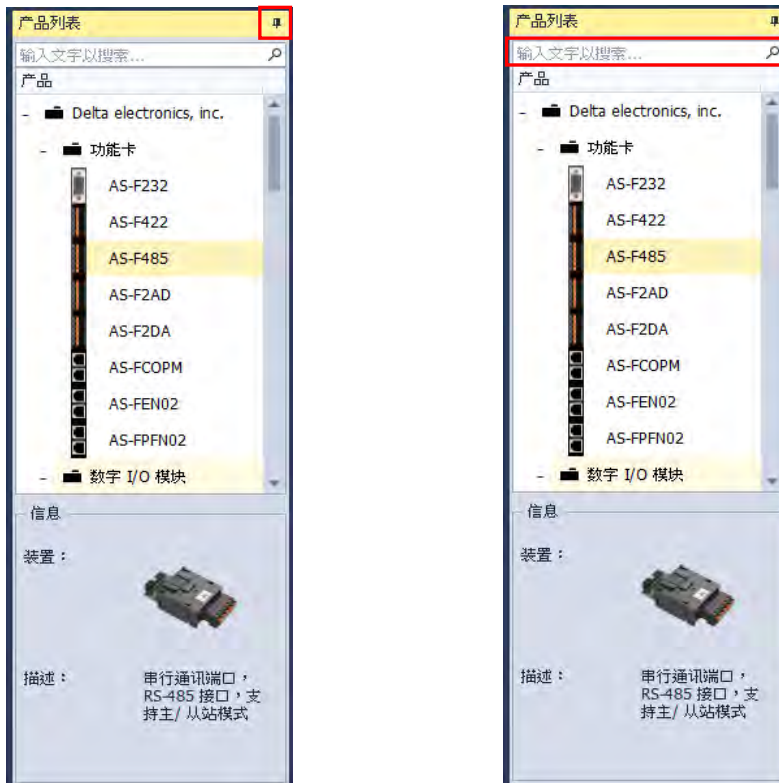 产品列表
输入文字以搜索...
产品
- Delta electronics, inc.
- 功能卡
AS-F232
AS-F422
AS-F485
AS-F2AD
AS-F2DA
AS-FCOPM
AS-FEN02
AS-FPFN02
- 数字 I/O 模块
信息
装置：
描述：
串行通讯端口，
RS-485 接口，支
持主/ 从站模式
产品列表
输入文字以搜索...
产品
- Delta electronics, inc.
- 功能卡
AS-F232
AS-F422
AS-F485
AS-F2AD
AS-F2DA
AS-FCOPM
AS-FEN02
AS-FPFN02
- 数字 I/O 模块
信息
装置：
描述：
串行通讯端口，
RS-485 接口，支
持主/ 从站模式